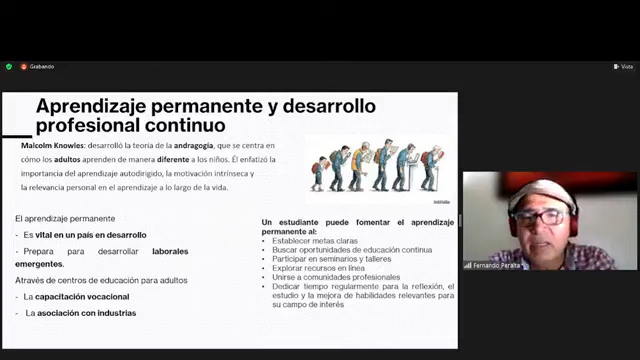 Grabando
Vista
Aprendizaje permanente y desarrollo
profesional continuo
Malcolm Knowles: desarrolló la teoría de la andragogía, que se centra en
cómo los adultos aprenden de manera diferente a los niños. Él enfatizó la
importancia del aprendizaje autodirigido, la motivación intrínseca y
la relevancia personal en el aprendizaje a lo largo de la vida.
El aprendizaje permanente
- Es vital en un país en desarrollo
- Prepara para desarrollar laborales
emergentes.
Através de centros de educación para adultos
- La capacitación vocacional
- La asociación con industrias
Un estudiante puede fomentar el aprendizaje
permanente al:
• Establecer metas claras
• Buscar oportunidades de educación continua
• Participar en seminarios y talleres
• Explorar recursos en línea
• Unirse a comunidades profesionales
• Dedicar tiempo regularmente para la reflexión, el
estudio y la mejora de habilidades relevantes para
su campo de interés
Fernando Peralta